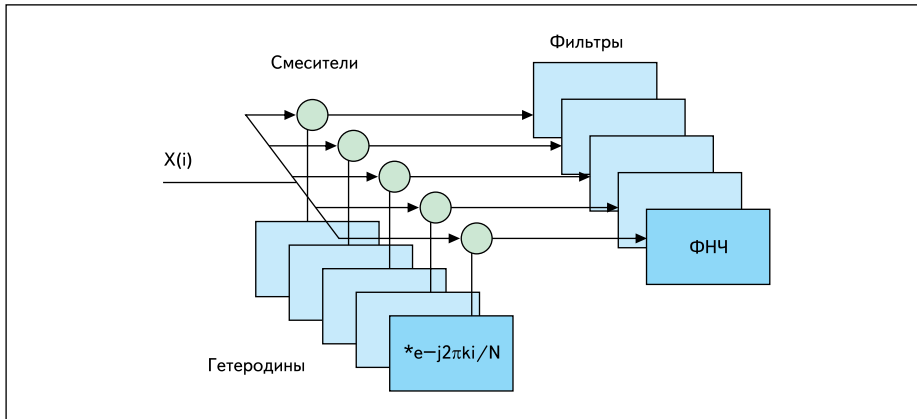 Фильтры
Смесители
X(i)
ФНЧ
*e–j2πki/N
Гетеродины